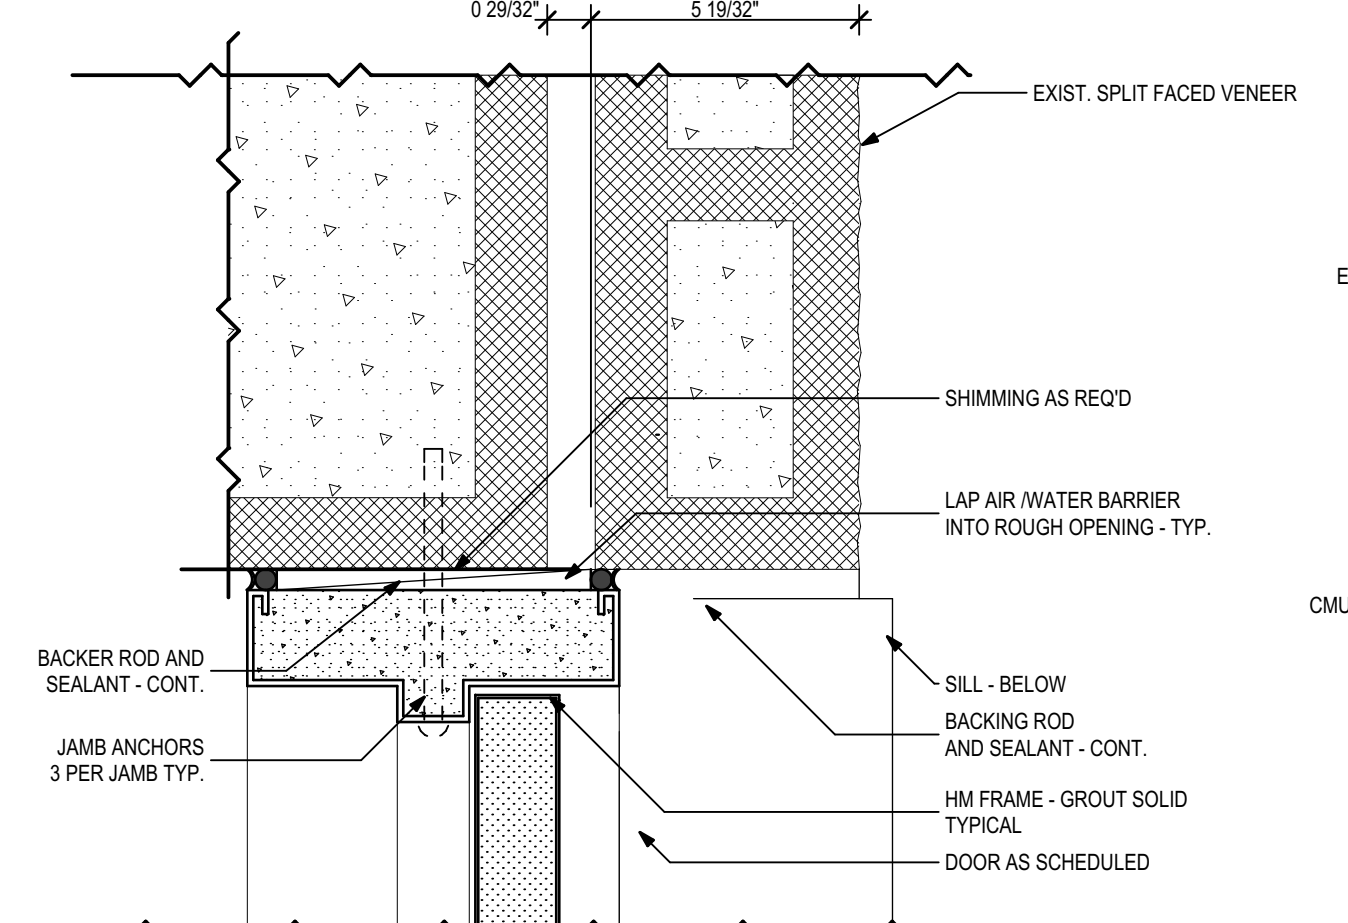 0 29/32"
5 19/32"
EXIST. SPLIT FACED VENEER
E
SHIMMING AS REQ'D
LAP AIR /WATER BARRIER
INTO ROUGH OPENING - TYP.
CMU
BACKER ROD AND
SEALANT - CONT.
SILL - BELOW
BACKING ROD
AND SEALANT - CONT.
JAMB ANCHORS
3 PER JAMB TYP.
HM FRAME - GROUT SOLID
TYPICAL
DOOR AS SCHEDULED